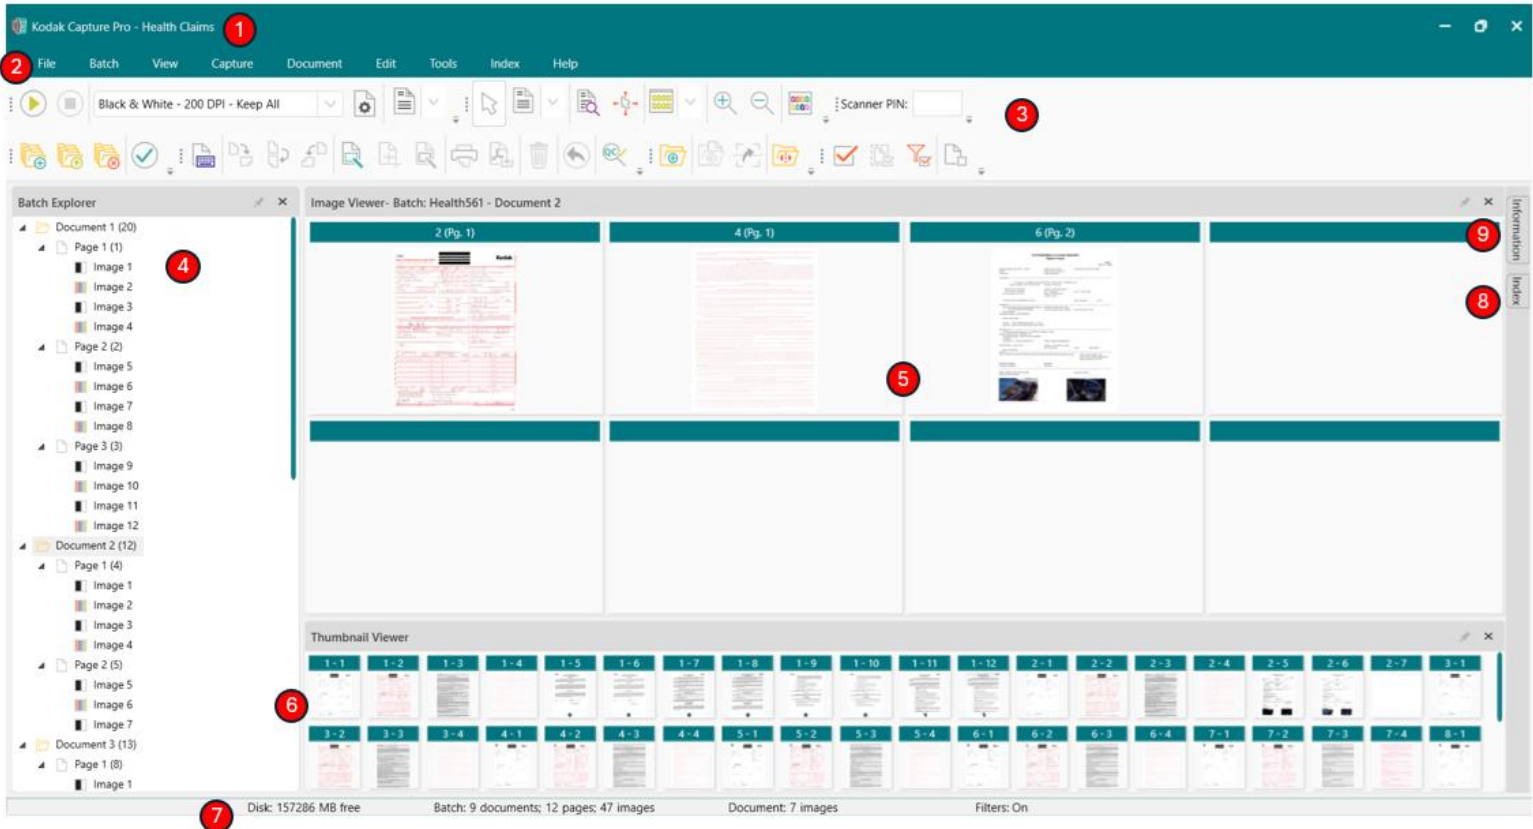 Kodak Capture Pro - Health Claims
1
2
File Batch View Capture Document Edit Tools Index Help
Black & White - 200 DPI - Keep All
Scanner PIN:
3
QC
Batch Explorer
Document 1 (20)
Page 1 (1)
Image 1
4
Image 2
Image 3
Image 4
Page 2 (2)
Image 5
Image 6
Image 7
Image 8
Page 3 (3)
Image 9
Image 10
Image 11
Image 12
Document 2 (12)
Page 1 (4)
Image 1
Image 2
Image 3
Image 4
Page 2 (5)
Image 5
Image 6
Image 7
Document 3 (13)
Page 1 (8)
Image 1
Image Viewer- Batch: Health561 - Document 2
2 (Pg. 1) 4 (Pg. 1) 6 (Pg. 2)
Kodak
5
Information
9
Index
8
Thumbnail Viewer
1 - 1 1 - 2 1 - 3 1 - 4 1 - 5 1 - 6 1 - 7 1 - 8 1 - 9 1 - 10 1 - 11 1 - 12 2 - 1 2 - 2 2 - 3 2 - 4 2 - 5 2 - 6 2 - 7 3 - 1
6
3 - 2 3 - 3 3 - 4 4 - 1 4 - 2 4 - 3 4 - 4 5 - 1 5 - 2 5 - 3 5 - 4 6 - 1 6 - 2 6 - 3 6 - 4 7 - 1 7 - 2 7 - 3 7 - 4 8 - 1
7
Disk: 157286 MB free Batch: 9 documents; 12 pages; 47 images Document: 7 images Filters: On